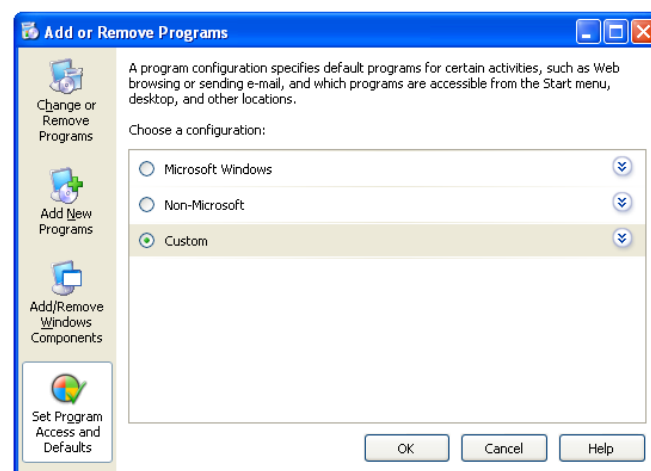 Add or Remove Programs
Change or
Remove
Programs
Add New
Programs
Add/Remove
Windows
Components
Set Program
Access and
Defaults
A program configuration specifies default programs for certain activities, such as Web
browsing or sending e-mail, and which programs are accessible from the Start menu,
desktop, and other locations.
Choose a configuration:
Microsoft Windows
Non-Microsoft
Custom
OK
Cancel
Help